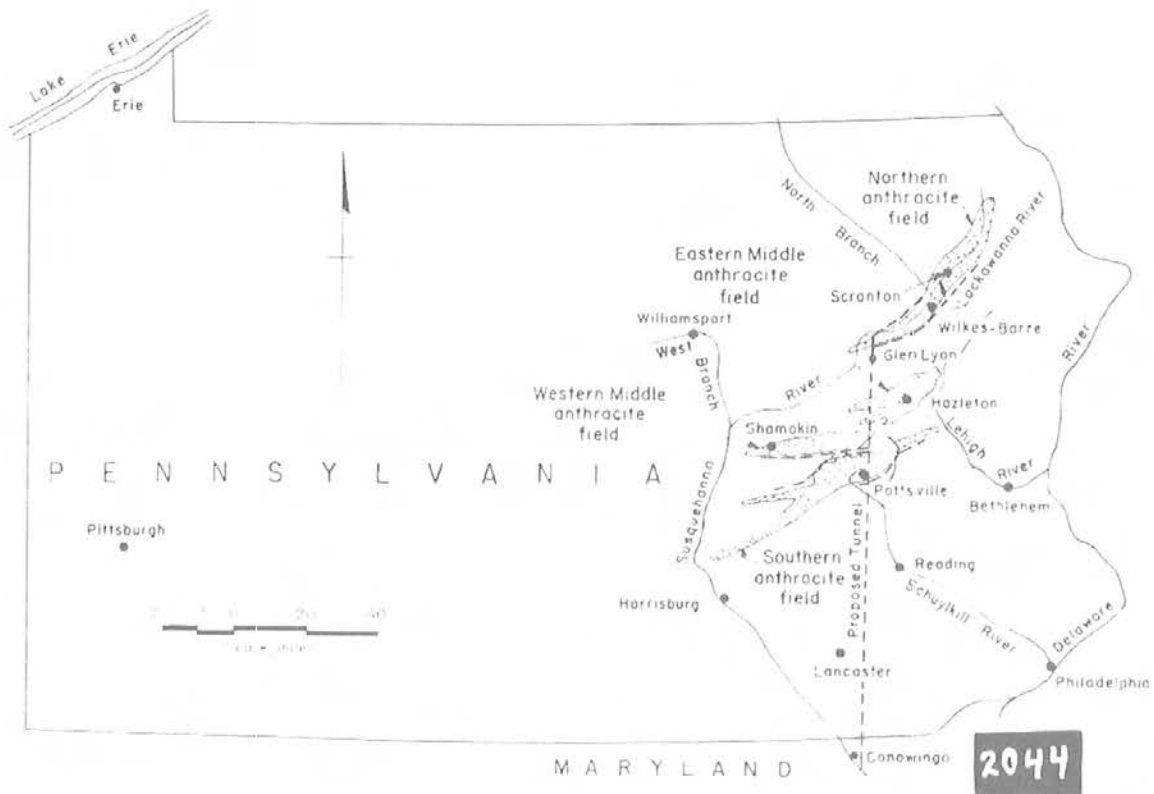 Lake Erie
Erie
Northern
anthracite
field
North
Branch
Lackawanna River
Eastern Middle
anthracite
field
Scranton
Williamsport
West
Branch
Wilkes-Barre
Glen Lyon
River
River
Western Middle
anthracite
field
Hazleton
Shamokin
Lehigh
River
PENNSYLVANIA
Pottsville
Bethlehem
Pittsburgh
Susquehanna
Proposed Tunnel
Southern
anthracite
field
Reading
Harrisburg
Schuylkill River
Delaware
Lancaster
Philadelphia
Conowingo
MARYLAND
2044